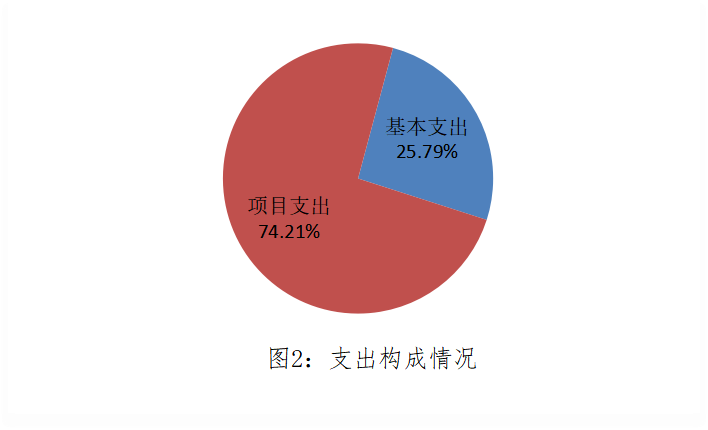 基本支出
25.79%
项目支出
74.21%
图2：支出构成情况